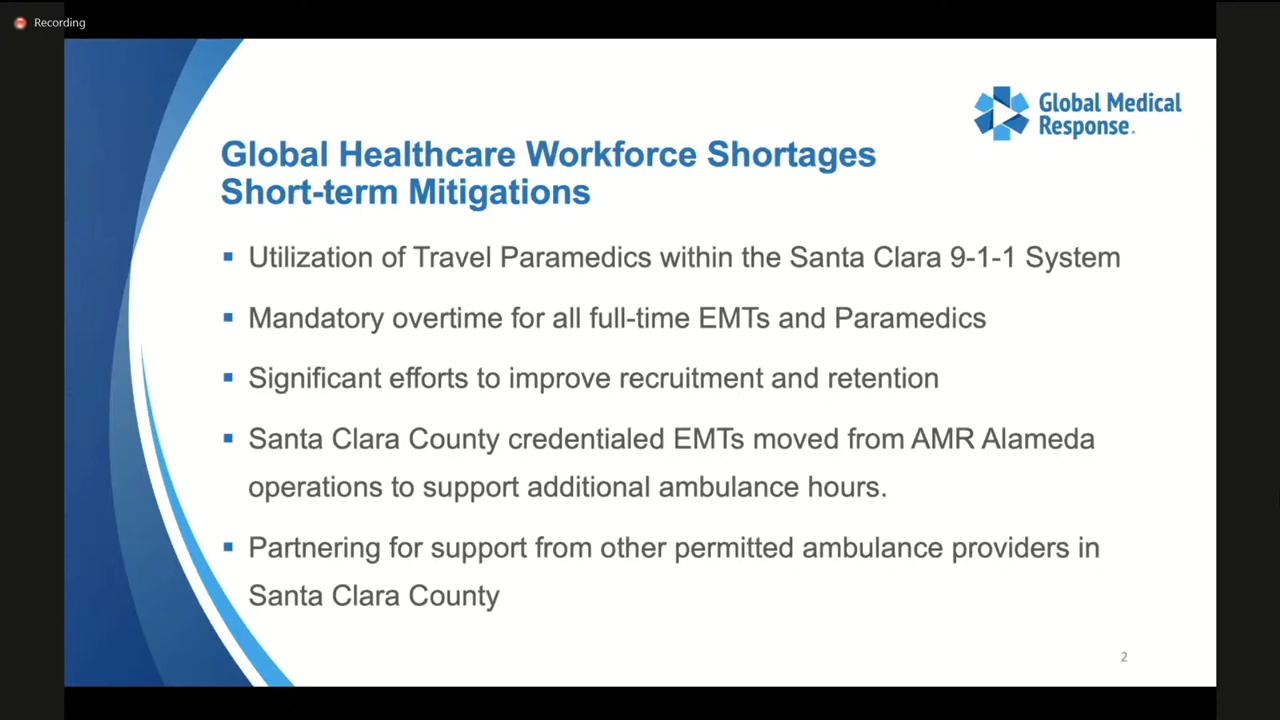 Recording
Global Medical
Response.
Global Healthcare Workforce Shortages
Short-term Mitigations
▪ Utilization of Travel Paramedics within the Santa Clara 9-1-1 System
▪ Mandatory overtime for all full-time EMTs and Paramedics
▪ Significant efforts to improve recruitment and retention
▪ Santa Clara County credentialed EMTs moved from AMR Alameda
operations to support additional ambulance hours.
▪ Partnering for support from other permitted ambulance providers in
Santa Clara County
2